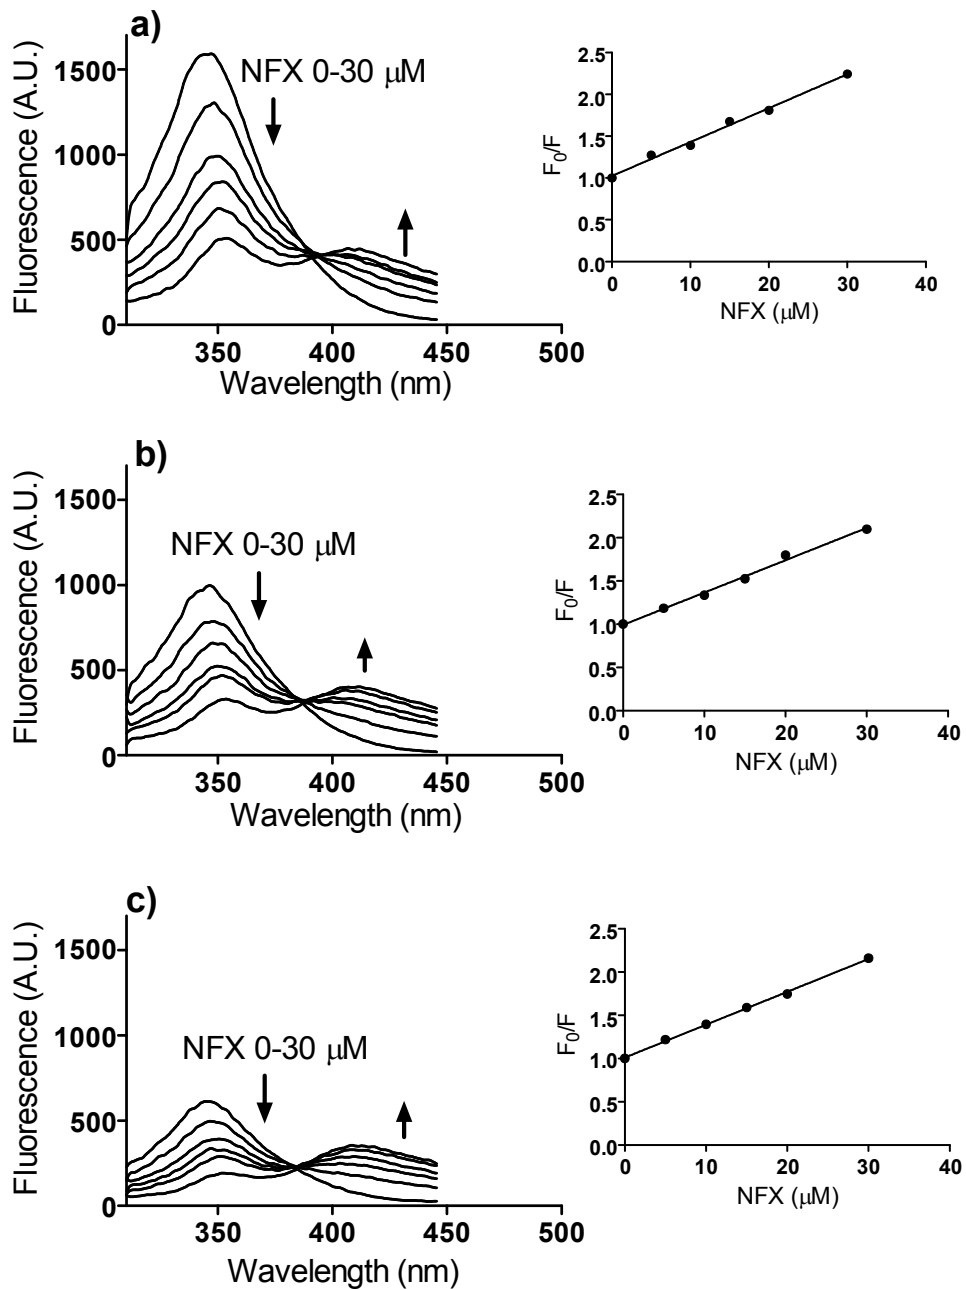 a)
Fluorescence (A.U.)
1500
1000
500
0
NFX 0-30 μM
350 400 450 500
Wavelength (nm)
F0/F
2.5
2.0
1.5
1.0
0.5
0.0
0 10 20 30 40
NFX (μM)
b)
Fluorescence (A.U.)
1500
1000
500
0
NFX 0-30 μM
350 400 450 500
Wavelength (nm)
F0/F
2.5
2.0
1.5
1.0
0.5
0.0
0 10 20 30 40
NFX (μM)
c)
Fluorescence (A.U.)
1500
1000
500
0
NFX 0-30 μM
350 400 450 500
Wavelength (nm)
F0/F
2.5
2.0
1.5
1.0
0.5
0.0
0 10 20 30 40
NFX (μM)